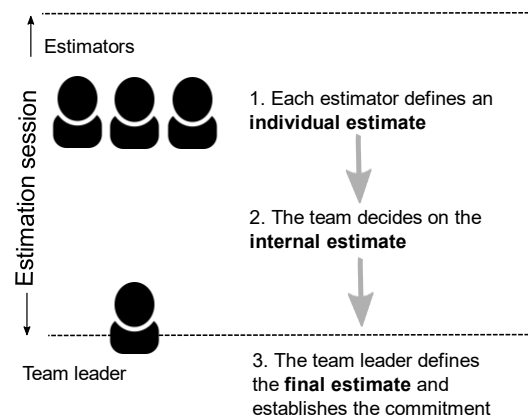 Estimators
Estimation session
1. Each estimator defines an
individual estimate
2. The team decides on the
internal estimate
Team leader
3. The team leader defines
the final estimate and
establishes the commitment